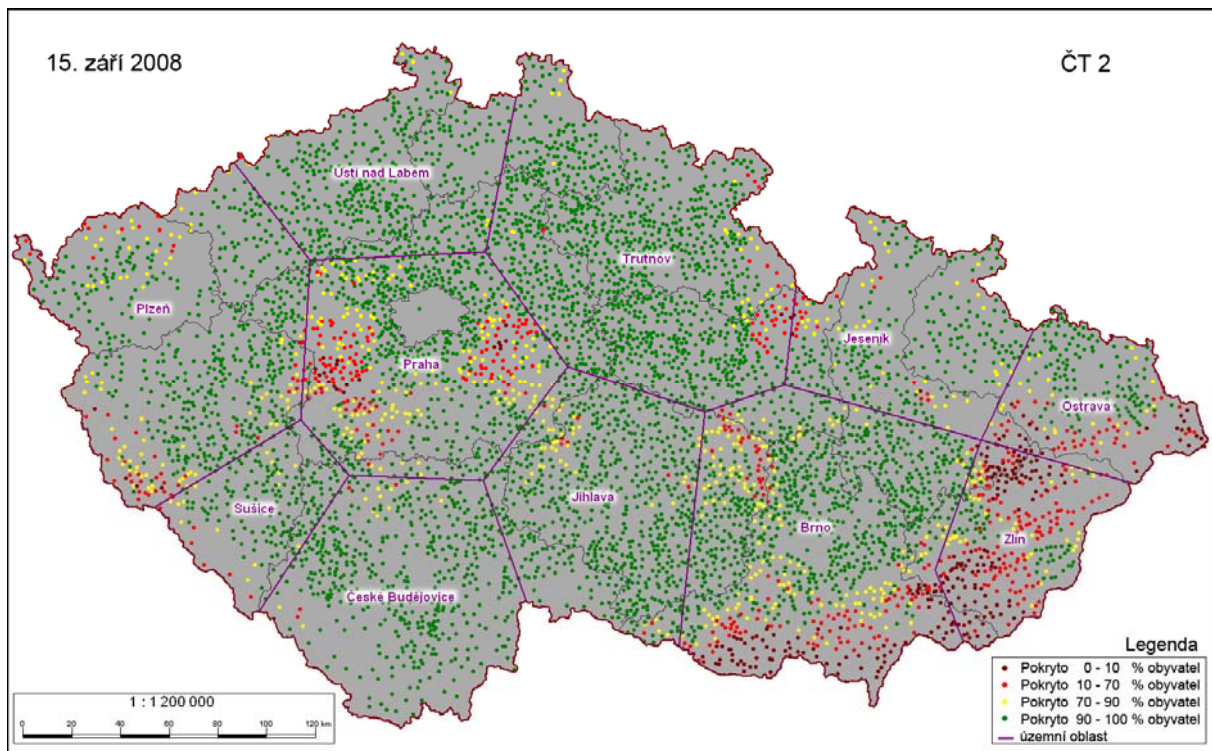 15. září 2008
ČT 2
Ústí nad Labem
Trutnov
Plzeň
Jeseník
Praha
Ostrava
Sušice
Jihlava
Brno
Zlín
České Budějovice
Legenda
Pokryto 0 - 10 % obyvatel
Pokryto 10 - 70 % obyvatel
Pokryto 70 - 90 % obyvatel
Pokryto 90 - 100 % obyvatel
územní oblast
1 : 1 200 000
0 20 40 60 80 100 120 km